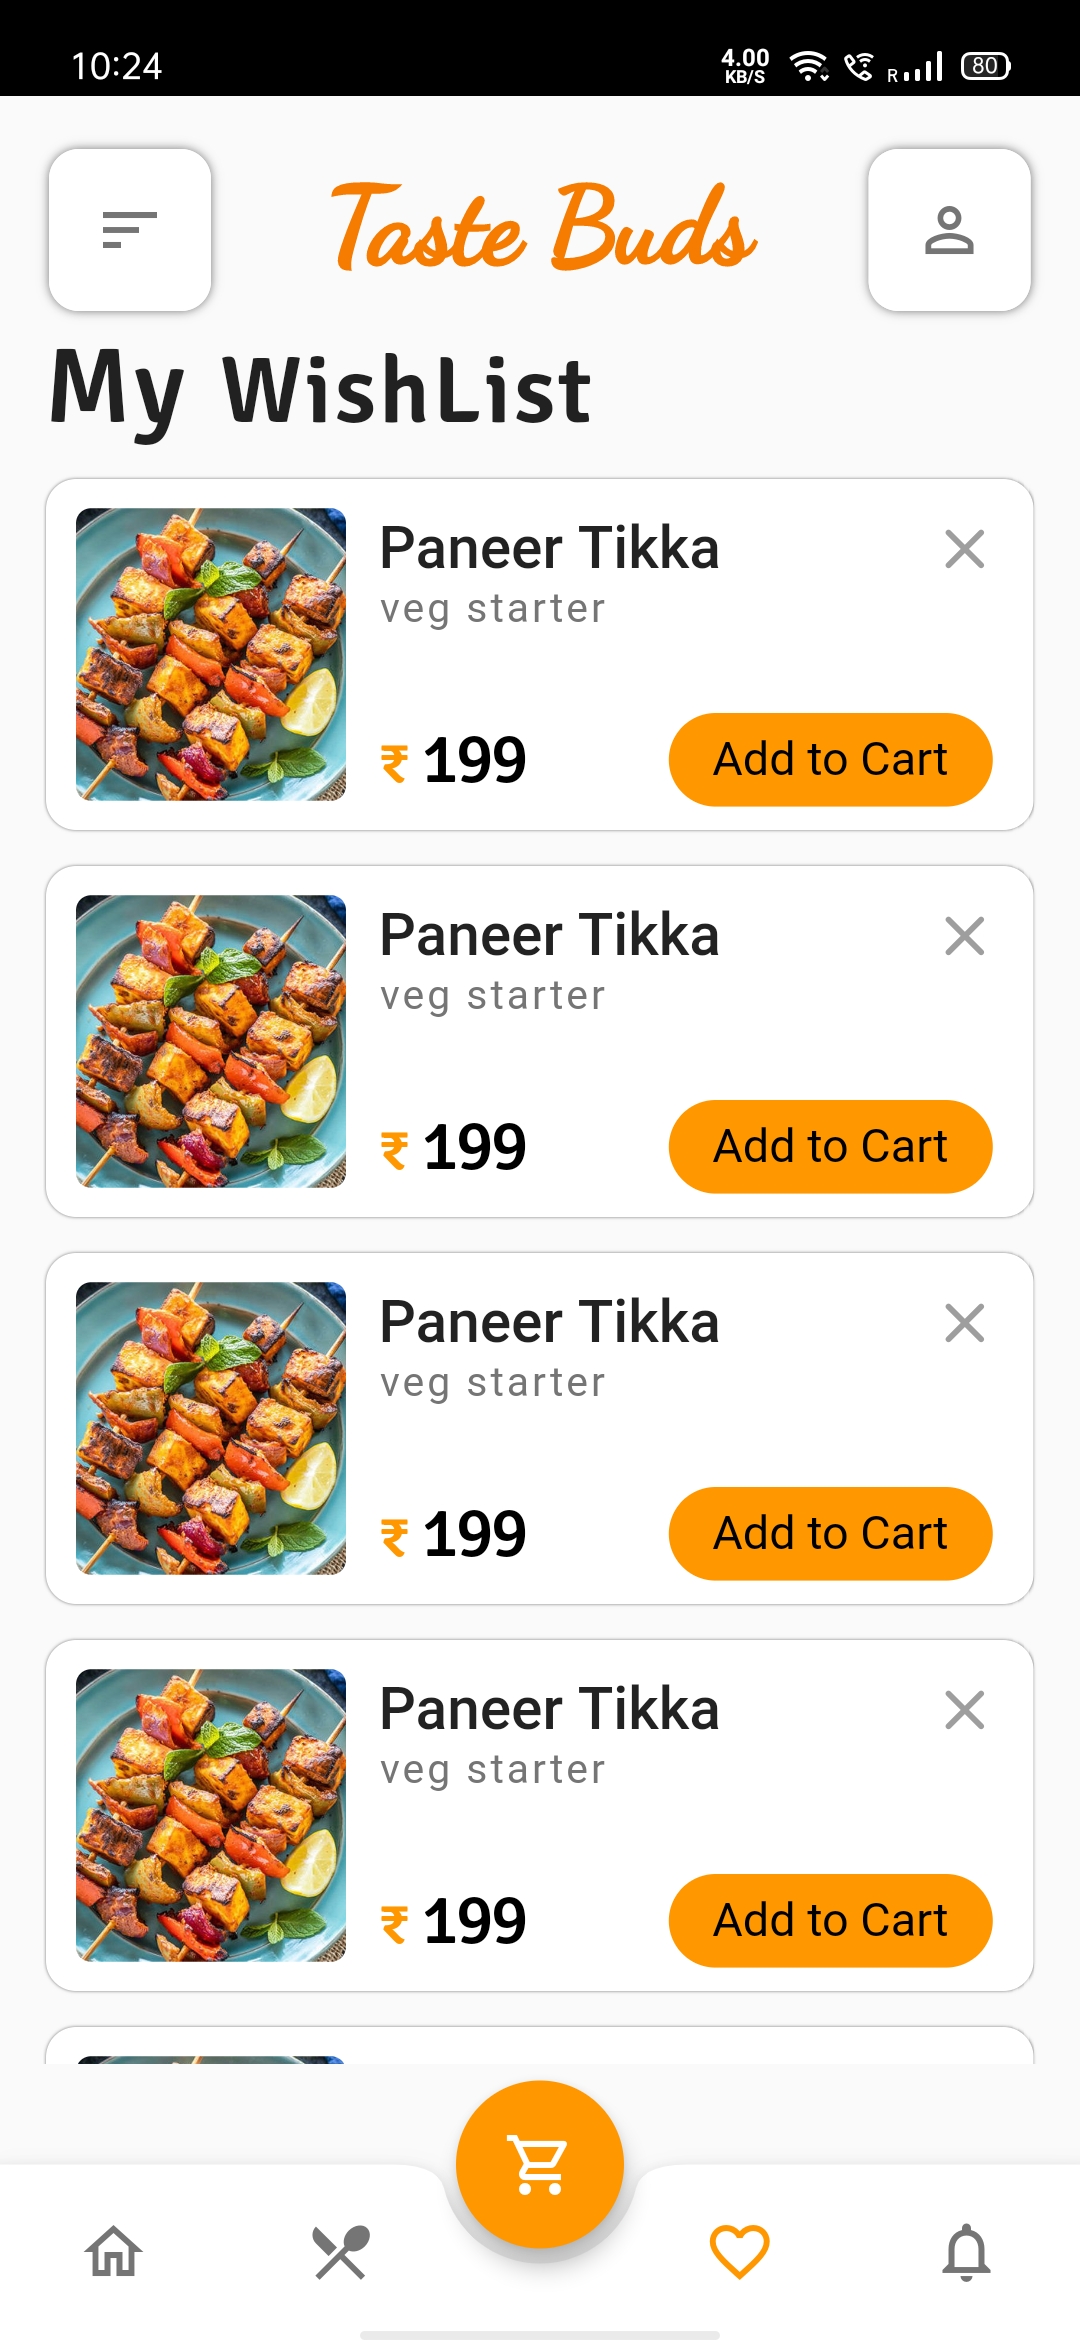 10:24
4.00
KB/S
R
80
Taste Buds
My WishList
Paneer Tikka
veg starter
₹ 199
Add to Cart
Paneer Tikka
veg starter
₹ 199
Add to Cart
Paneer Tikka
veg starter
₹ 199
Add to Cart
Paneer Tikka
veg starter
₹ 199
Add to Cart